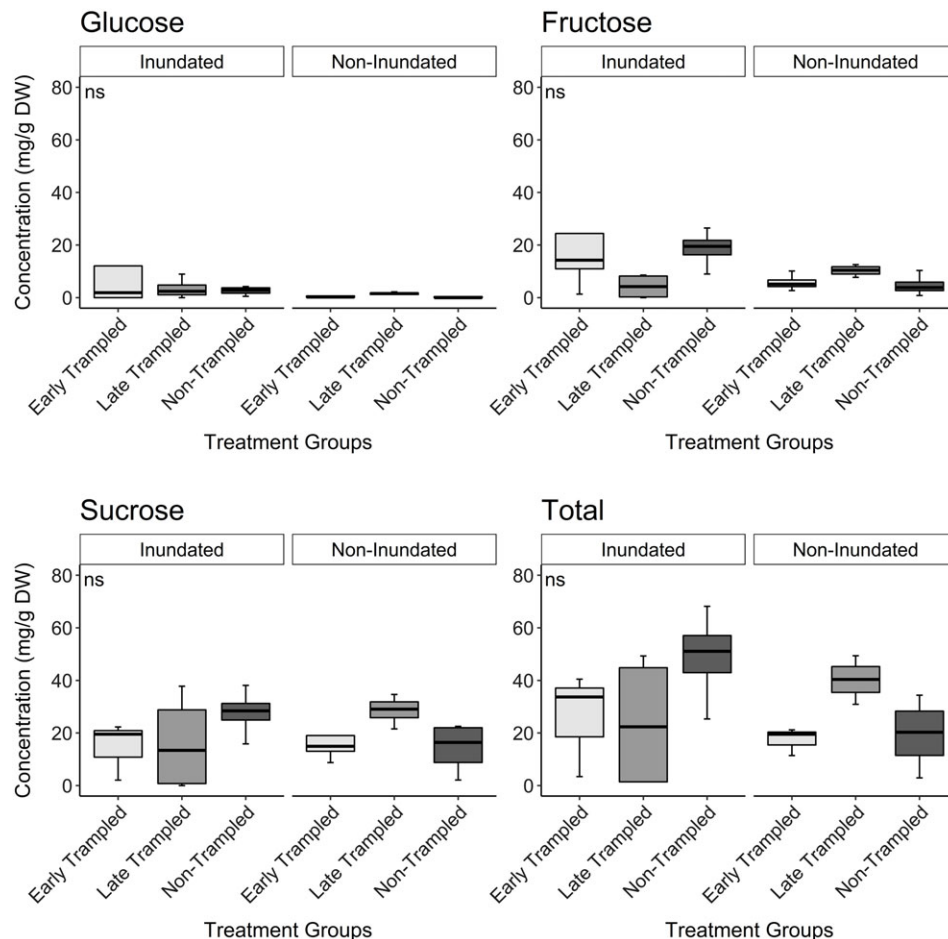 Glucose
Fructose
Inundated
Non-Inundated
Inundated
Non-Inundated
Concentration (mg/g DW)
80
60
40
20
0
ns
80
60
40
20
0
ns
Early Trampled
Late Trampled
Non-Trampled
Early Trampled
Late Trampled
Non-Trampled
Early Trampled
Late Trampled
Non-Trampled
Early Trampled
Late Trampled
Non-Trampled
Treatment Groups
Treatment Groups
Sucrose
Total
Inundated
Non-Inundated
Inundated
Non-Inundated
Concentration (mg/g DW)
80
60
40
20
0
ns
80
60
40
20
0
ns
Early Trampled
Late Trampled
Non-Trampled
Early Trampled
Late Trampled
Non-Trampled
Early Trampled
Late Trampled
Non-Trampled
Early Trampled
Late Trampled
Non-Trampled
Treatment Groups
Treatment Groups